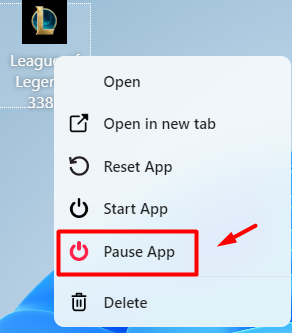 League of
Legen
338
Open
Open in new tab
Reset App
Start App
Pause App
Delete